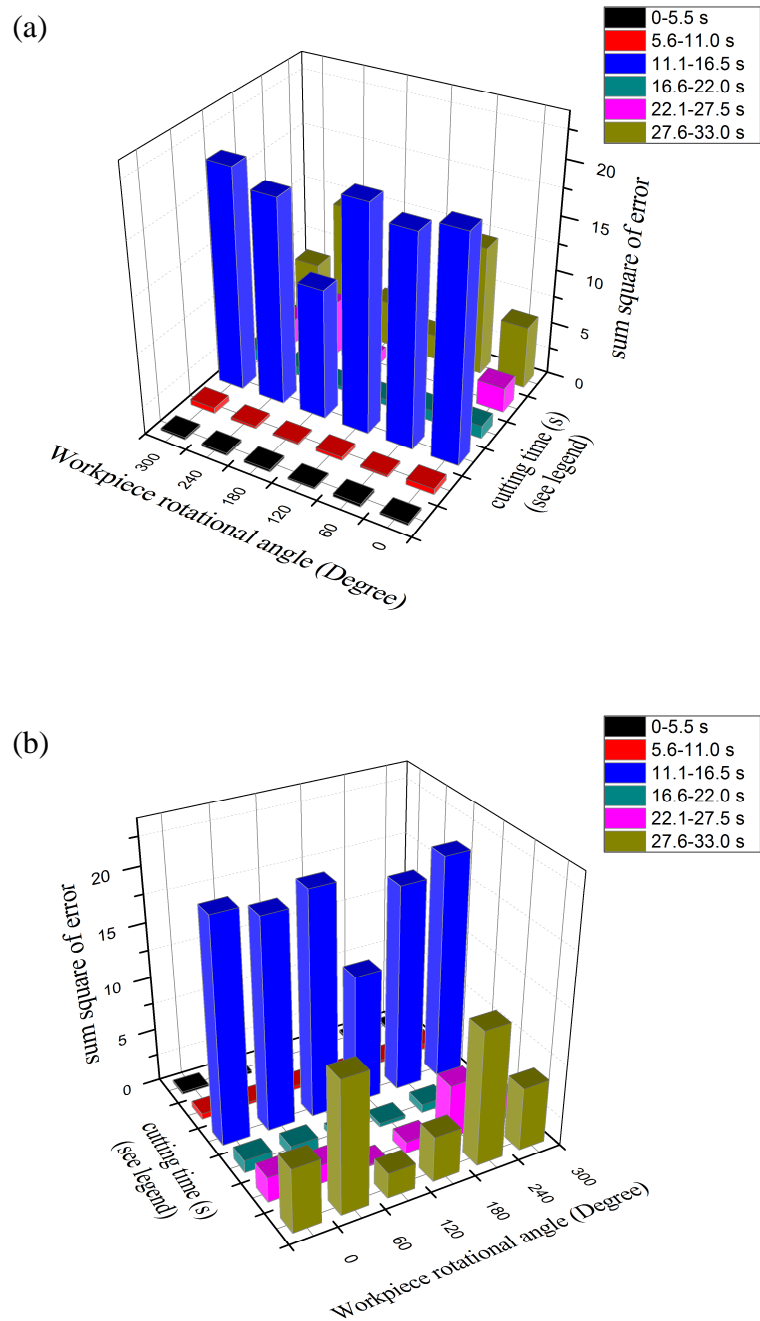 (a)
0-5.5 s
5.6-11.0 s
11.1-16.5 s
16.6-22.0 s
22.1-27.5 s
27.6-33.0 s
20
15
10
5
0
sum square of error
cutting time (s)
(see legend)
300
240
180
120
60
0
Workpiece rotational angle (Degree)
(b)
0-5.5 s
5.6-11.0 s
11.1-16.5 s
16.6-22.0 s
22.1-27.5 s
27.6-33.0 s
20
15
10
5
0
sum square of error
cutting time (s)
(see legend)
0
60
120
180
240
300
Workpiece rotational angle (Degree)